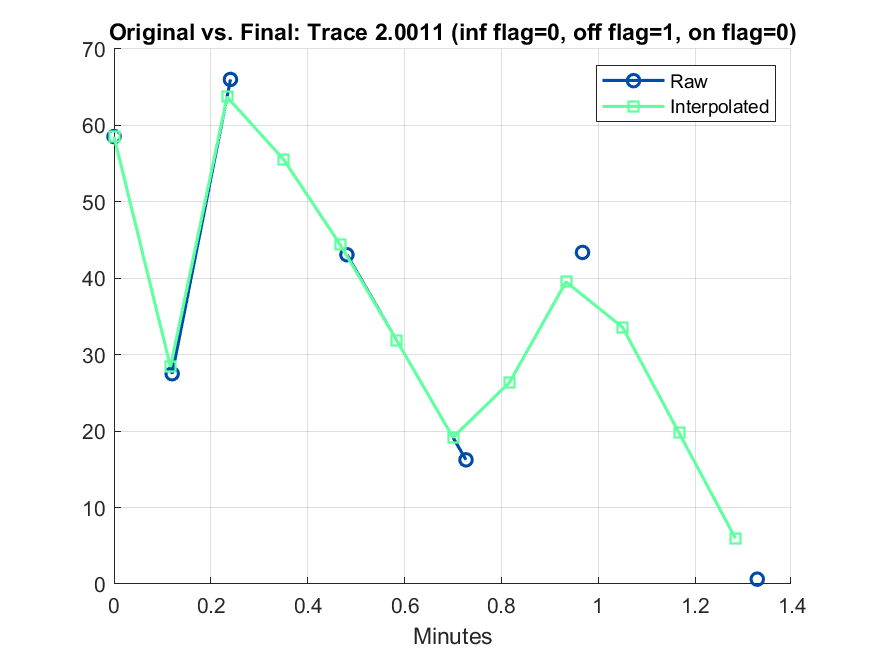 Original vs. Final: Trace 2.0011 (inf flag=0, off flag=1, on flag=0)
70
60
50
40
30
20
10
0
Raw
Interpolated
0 0.2 0.4 0.6 0.8 1 1.2 1.4
Minutes